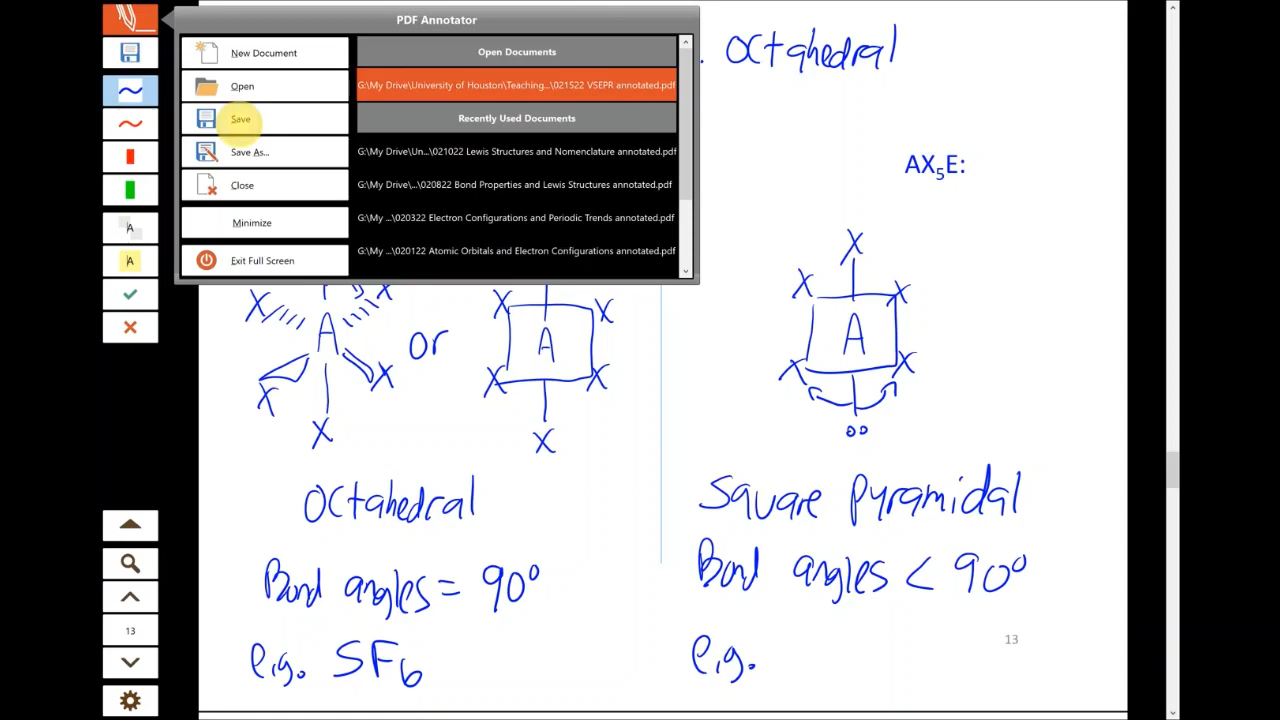 PDF Annotator
New Document
Open
Save
Save As...
Close
Minimize
Exit Full Screen
Open Documents
G:\My Drive\University of Houston\Teaching...\021522 VSEPR annotated.pdf
Recently Used Documents
G:\My Drive\Un...\021022 Lewis Structures and Nomenclature annotated.pdf
G:\My Drive\...\020822 Bond Properties and Lewis Structures annotated.pdf
G:\My ...\020322 Electron Configurations and Periodic Trends annotated.pdf
G:\My ...\020122 Atomic Orbitals and Electron Configurations annotated.pdf
A
A
13
. Octahedral
AX₅E:
X X
A
X X
X
or
X X
A
X X
X
X
X X
A
X X
Octahedral
Bond angles = 90°
e.g. SF₆
Square pyramidal
Bond angles < 90°
e.g.
13